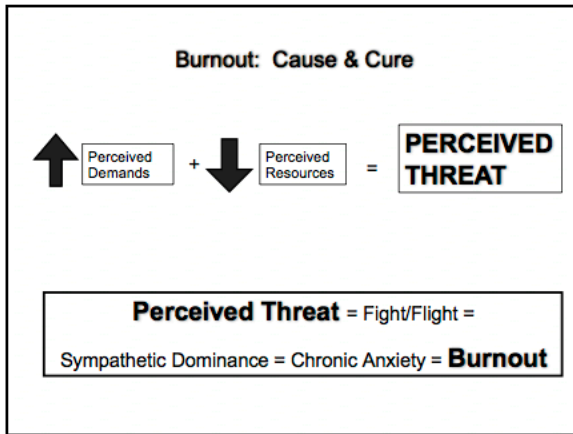 Burnout: Cause & Cure
Perceived
Demands
+
Perceived
Resources
=
PERCEIVED
THREAT
Perceived Threat = Fight/Flight =
Sympathetic Dominance = Chronic Anxiety = Burnout